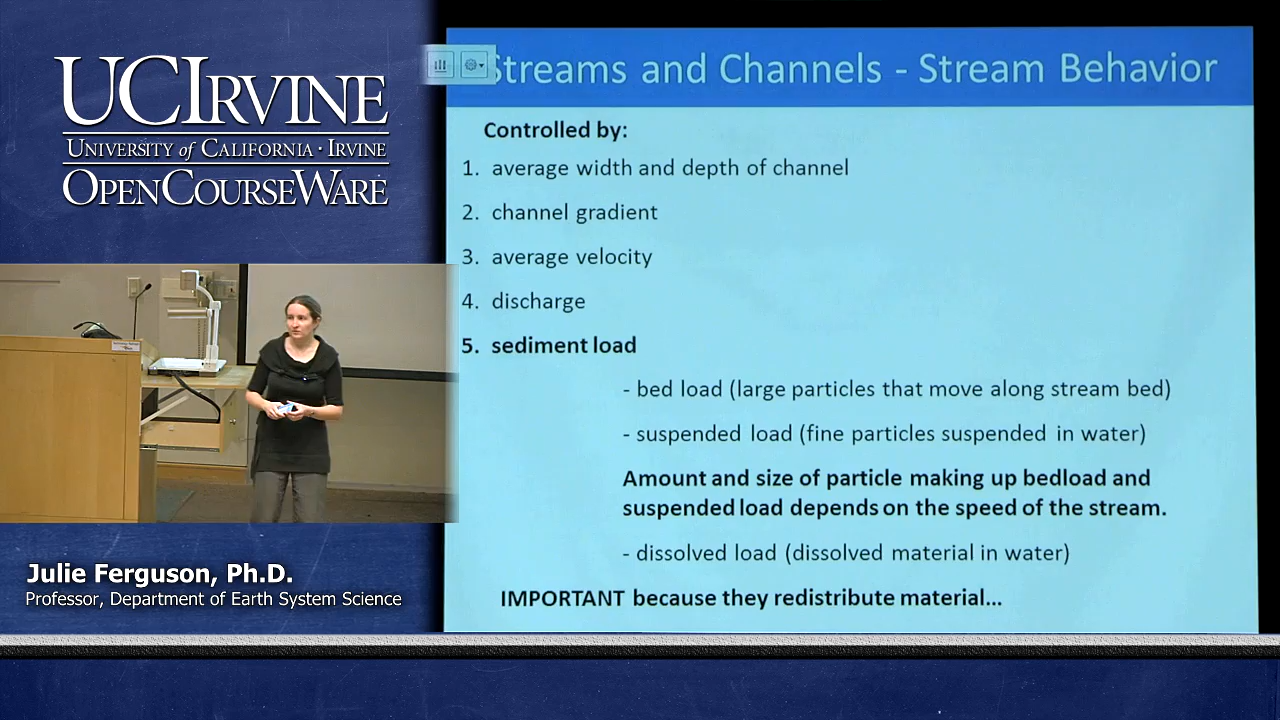 UCIRVINE
UNIVERSITY of CALIFORNIA · IRVINE
OPENCOURSEWARE
Streams and Channels - Stream Behavior
Controlled by:
1. average width and depth of channel
2. channel gradient
3. average velocity
4. discharge
5. sediment load
- bed load (large particles that move along stream bed)
- suspended load (fine particles suspended in water)
Amount and size of particle making up bedload and
suspended load depends on the speed of the stream.
- dissolved load (dissolved material in water)
IMPORTANT because they redistribute material...
Julie Ferguson, Ph.D.
Professor, Department of Earth System Science